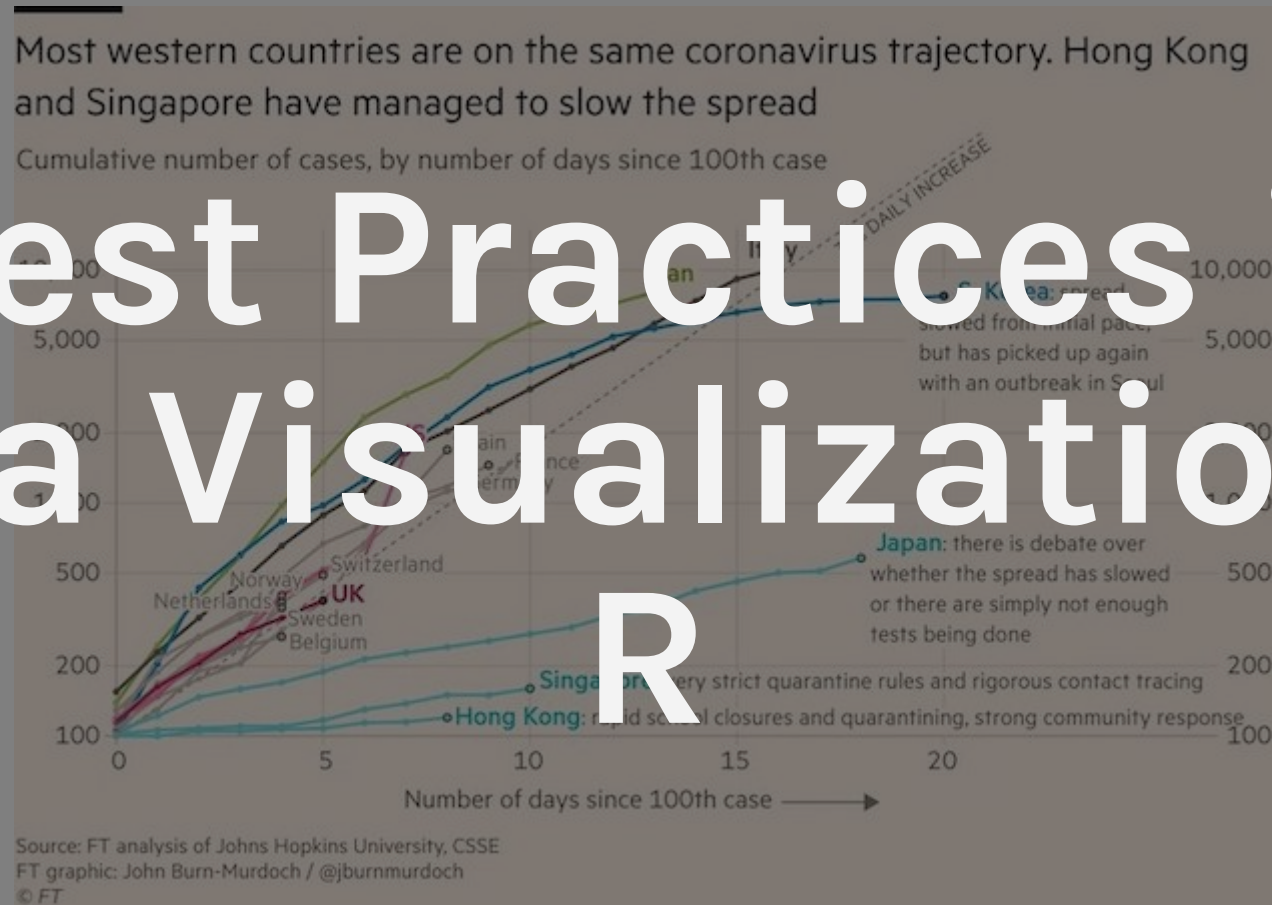 Most western countries are on the same coronavirus trajectory. Hong Kong
and Singapore have managed to slow the spread
Cumulative number of cases, by number of days since 100th case
DAILY INCREASE
est Practices
a Visualizatio
R
10,000
5,000
5,000
500
500
200
200
100
100
spread
slowed from initial pace,
but has picked up again
with an outbreak in Seoul
Switzerland
Norway
Netherlands
UK
Sweden
Belgium
Japan: there is debate over
whether the spread has slowed
or there are simply not enough
tests being done
very strict quarantine rules and rigorous contact tracing
Hong Kong: rapid school closures and quarantining, strong community response
0 5 10 15 20
Number of days since 100th case
Source: FT analysis of Johns Hopkins University, CSSE
FT graphic: John Burn-Murdoch / @jburnmurdoch
© FT